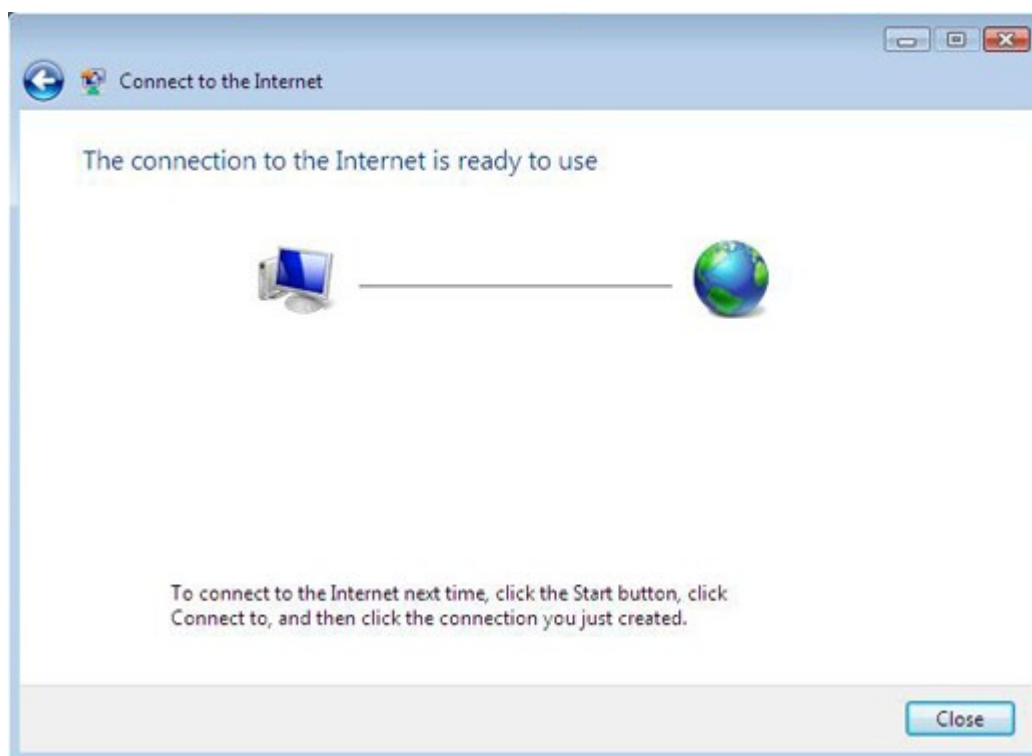 Connect to the Internet
The connection to the Internet is ready to use
To connect to the Internet next time, click the Start button, click
Connect to, and then click the connection you just created.
Close